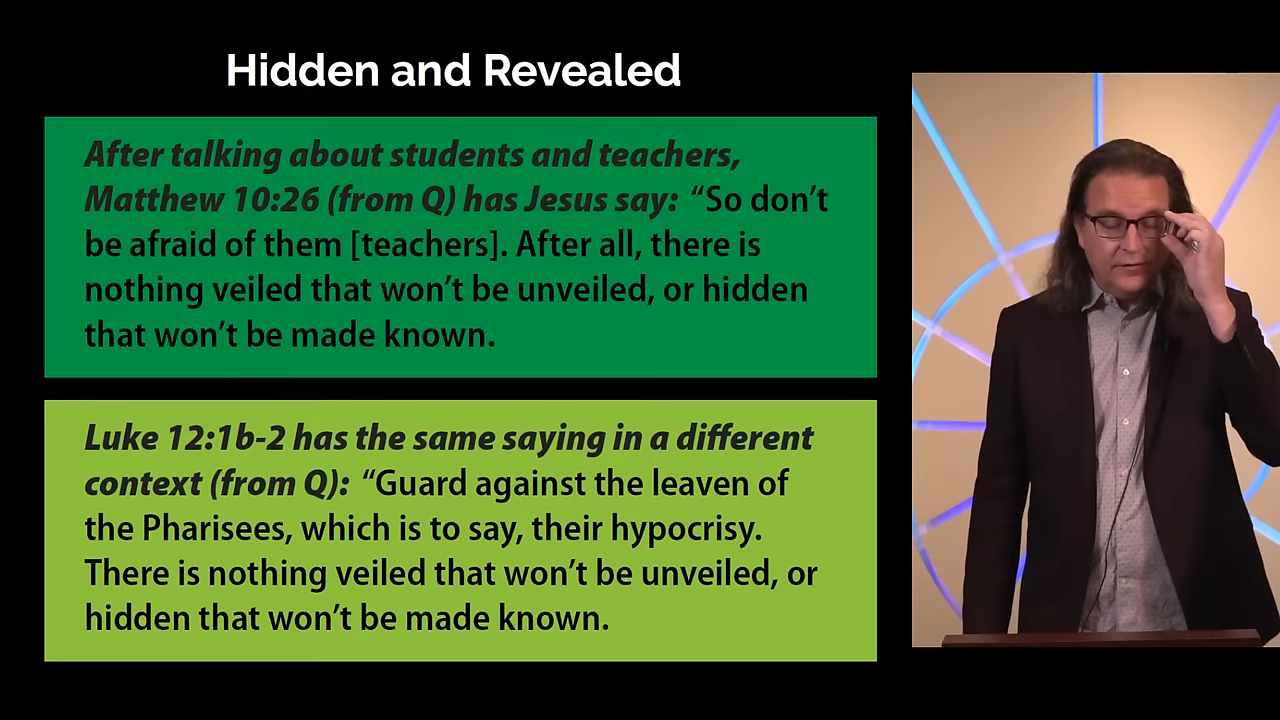 Hidden and Revealed
After talking about students and teachers,
Matthew 10:26 (from Q) has Jesus say: “So don’t
be afraid of them [teachers]. After all, there is
nothing veiled that won’t be unveiled, or hidden
that won’t be made known.
Luke 12:1b-2 has the same saying in a different
context (from Q): “Guard against the leaven of
the Pharisees, which is to say, their hypocrisy.
There is nothing veiled that won’t be unveiled, or
hidden that won’t be made known.